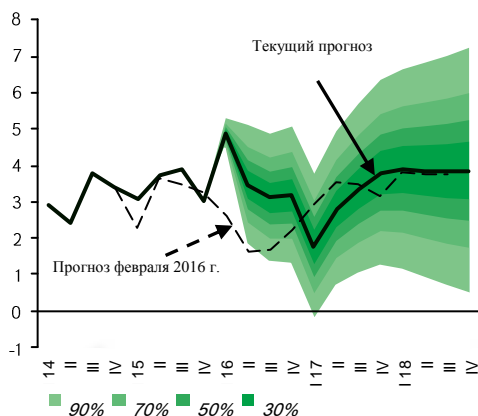 8
7
6
5
4
3
2
1
0
-1
Текущий прогноз
Прогноз февраля 2016 г.
14 II III IV 15 II III IV 16 II III IV I 17 II III IV I 18 II III IV
90% 70% 50% 30%